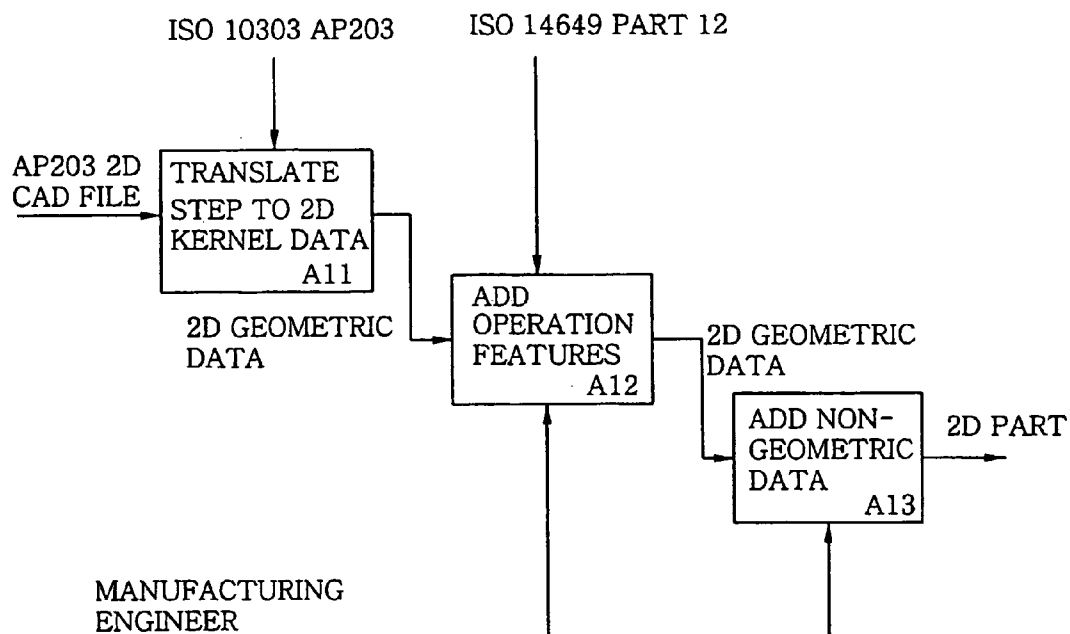 ISO 10303 AP203
ISO 14649 PART 12
AP203 2D
CAD FILE
TRANSLATE
STEP TO 2D
KERNEL DATA
A11
2D GEOMETRIC
DATA
ADD
OPERATION
FEATURES
A12
2D GEOMETRIC
DATA
ADD NON-
GEOMETRIC
DATA
A13
2D PART
MANUFACTURING
ENGINEER